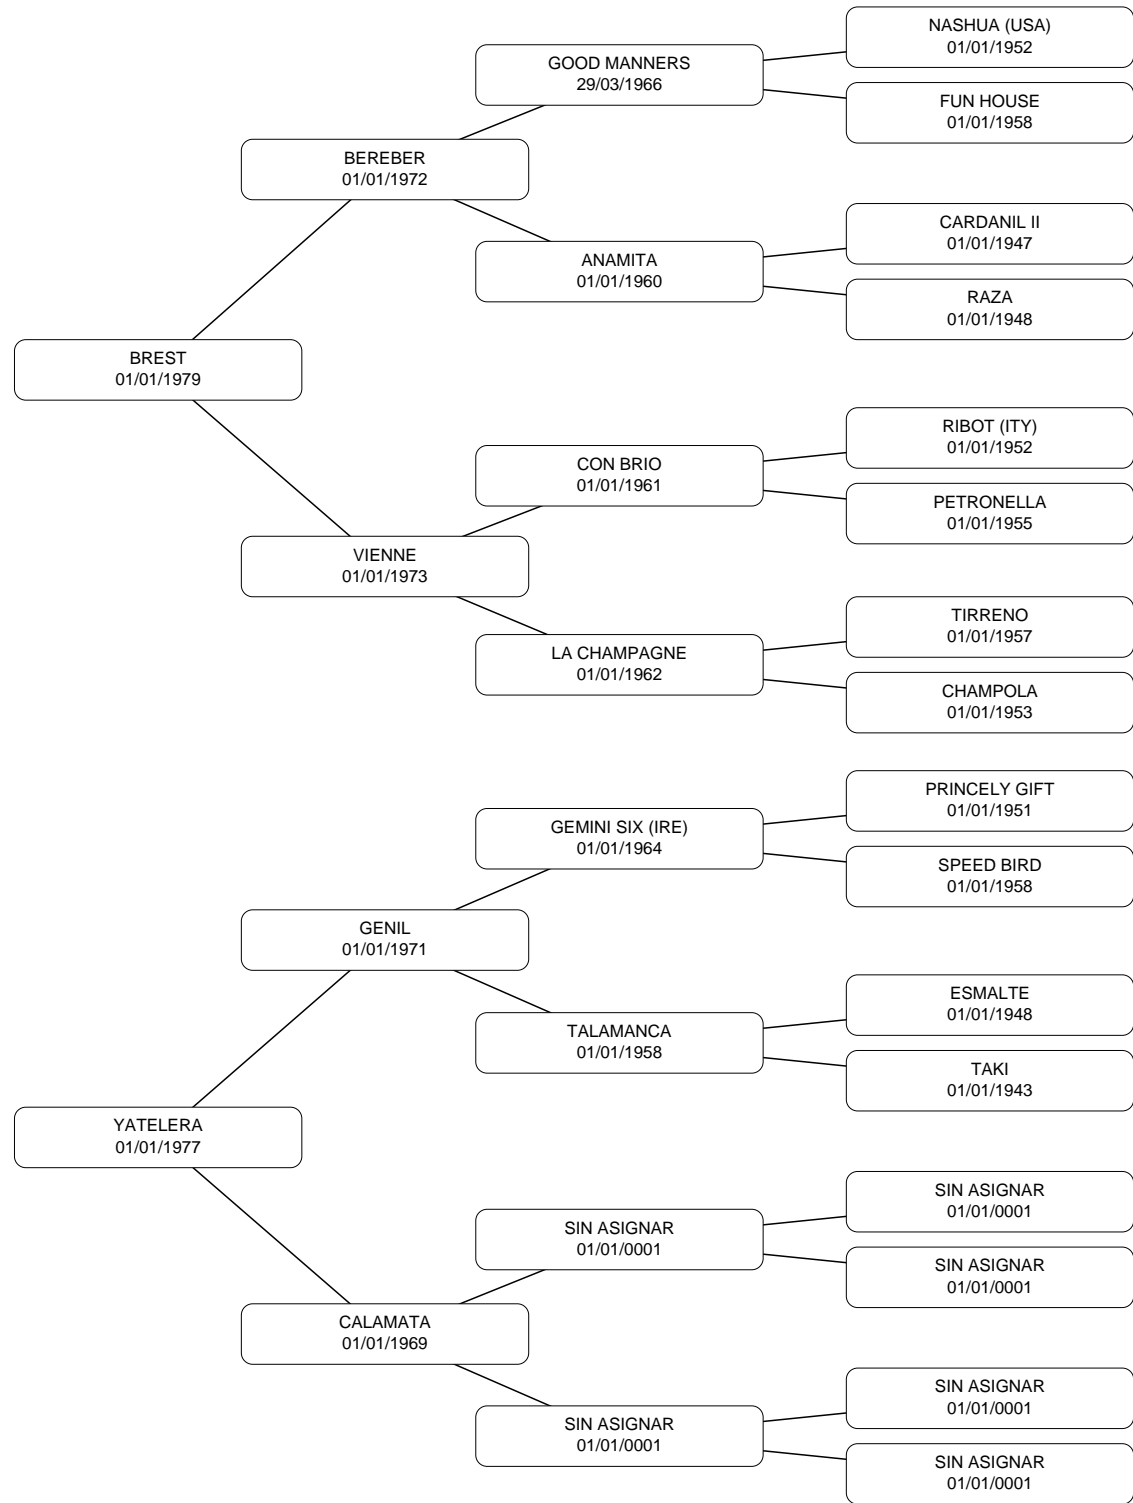 NASHUA (USA)
01/01/1952
GOOD MANNERS
29/03/1966
FUN HOUSE
01/01/1958
BEREBER
01/01/1972
CARDANIL II
01/01/1947
ANAMITA
01/01/1960
RAZA
01/01/1948
BREST
01/01/1979
RIBOT (ITY)
01/01/1952
CON BRIO
01/01/1961
PETRONELLA
01/01/1955
VIENNE
01/01/1973
TIRRENO
01/01/1957
LA CHAMPAGNE
01/01/1962
CHAMPOLA
01/01/1953
PRINCELY GIFT
01/01/1951
GEMINI SIX (IRE)
01/01/1964
SPEED BIRD
01/01/1958
GENIL
01/01/1971
ESMALTE
01/01/1948
TALAMANCA
01/01/1958
TAKI
01/01/1943
YATELERA
01/01/1977
SIN ASIGNAR
01/01/0001
SIN ASIGNAR
01/01/0001
SIN ASIGNAR
01/01/0001
CALAMATA
01/01/1969
SIN ASIGNAR
01/01/0001
SIN ASIGNAR
01/01/0001
SIN ASIGNAR
01/01/0001